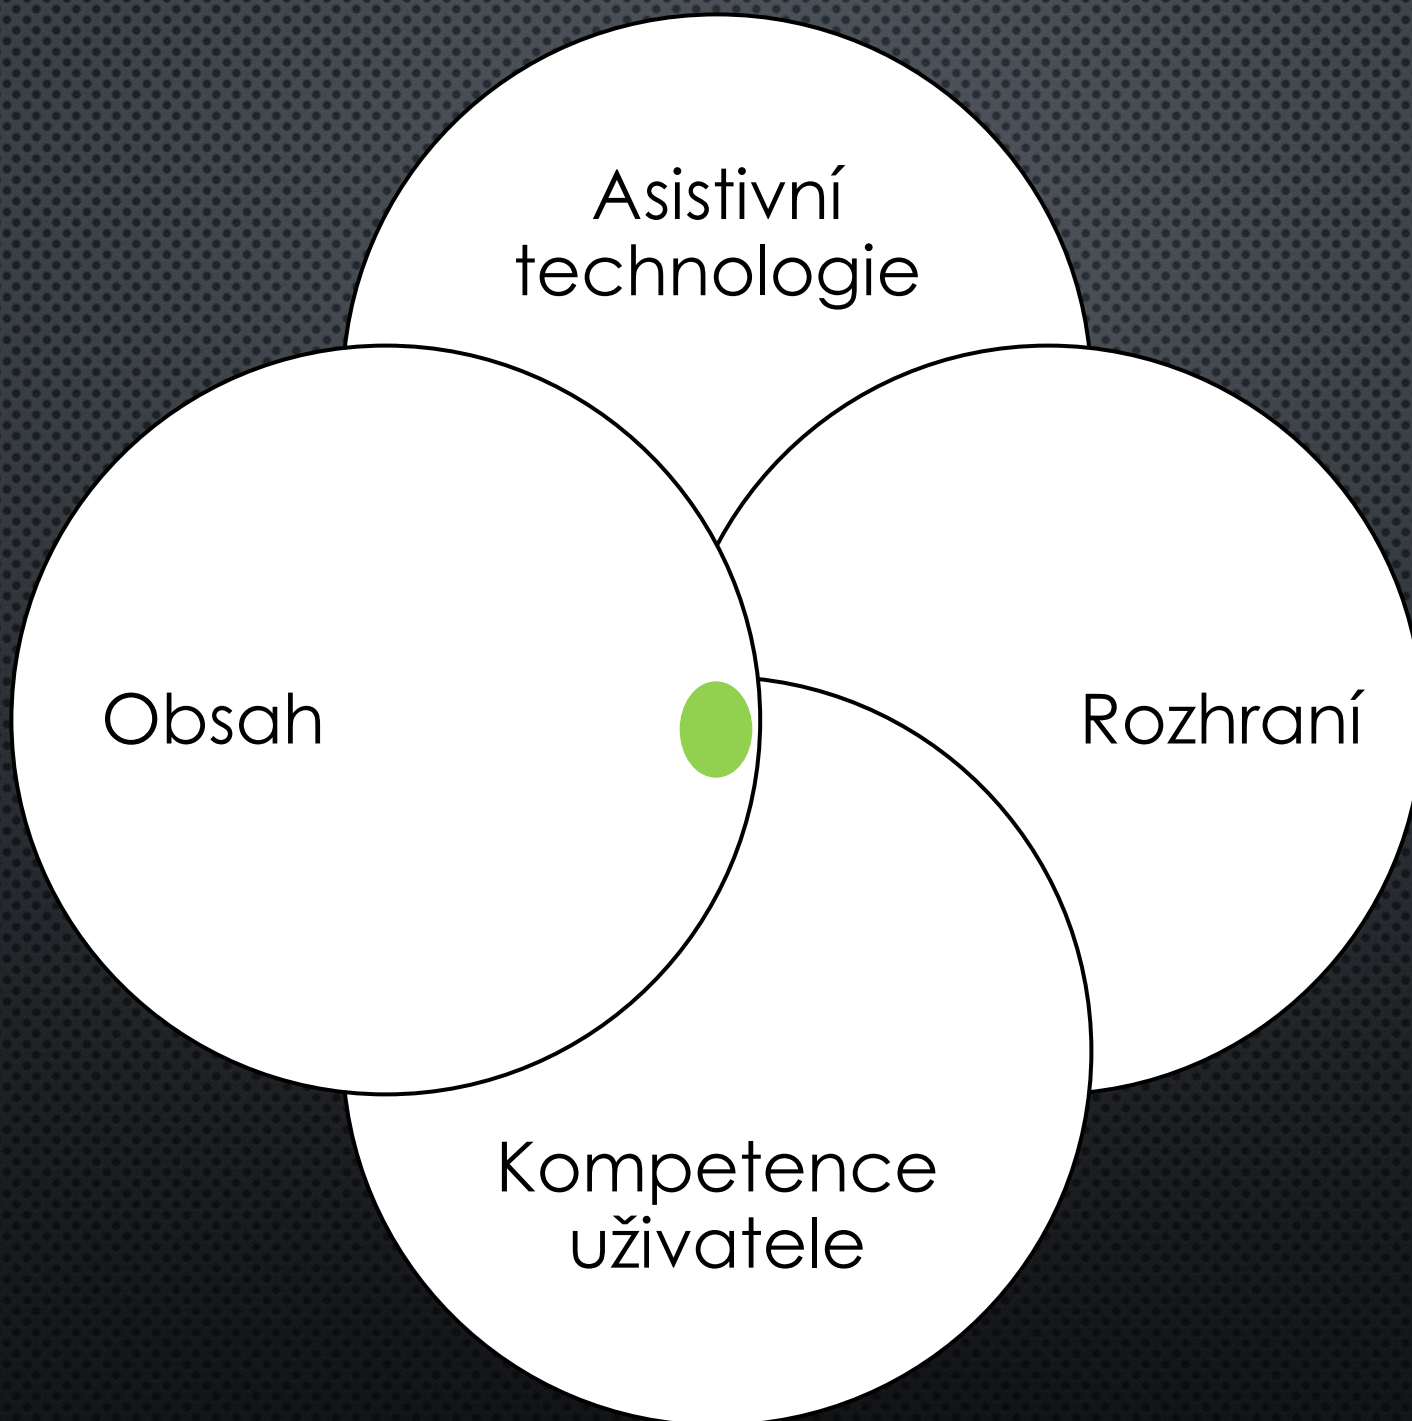 Asistivní
technologie
Obsah
Rozhraní
Kompetence
uživatele